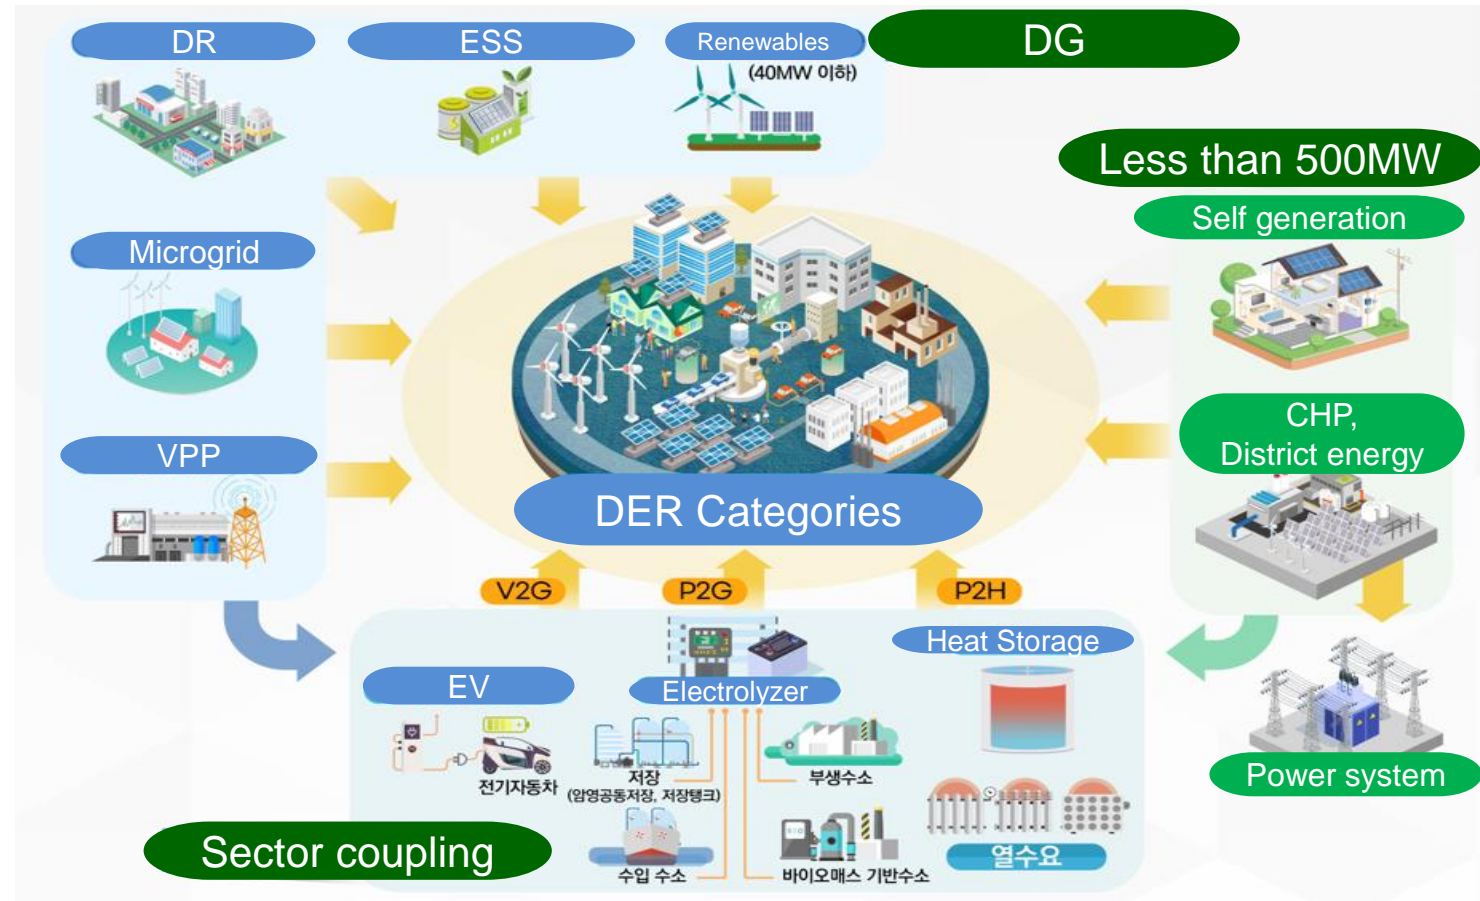 DR
ESS
Renewables
(40MW 이하)
DG
Less than 500MW
Self generation
Microgrid
CHP,
District energy
VPP
DER Categories
V2G
P2G
P2H
Heat Storage
EV
Electrolyzer
전기자동차
저장
(암영공동저장, 저장탱크)
부생수소
Power system
Sector coupling
수입 수소
바이오매스 기반수소
열수요